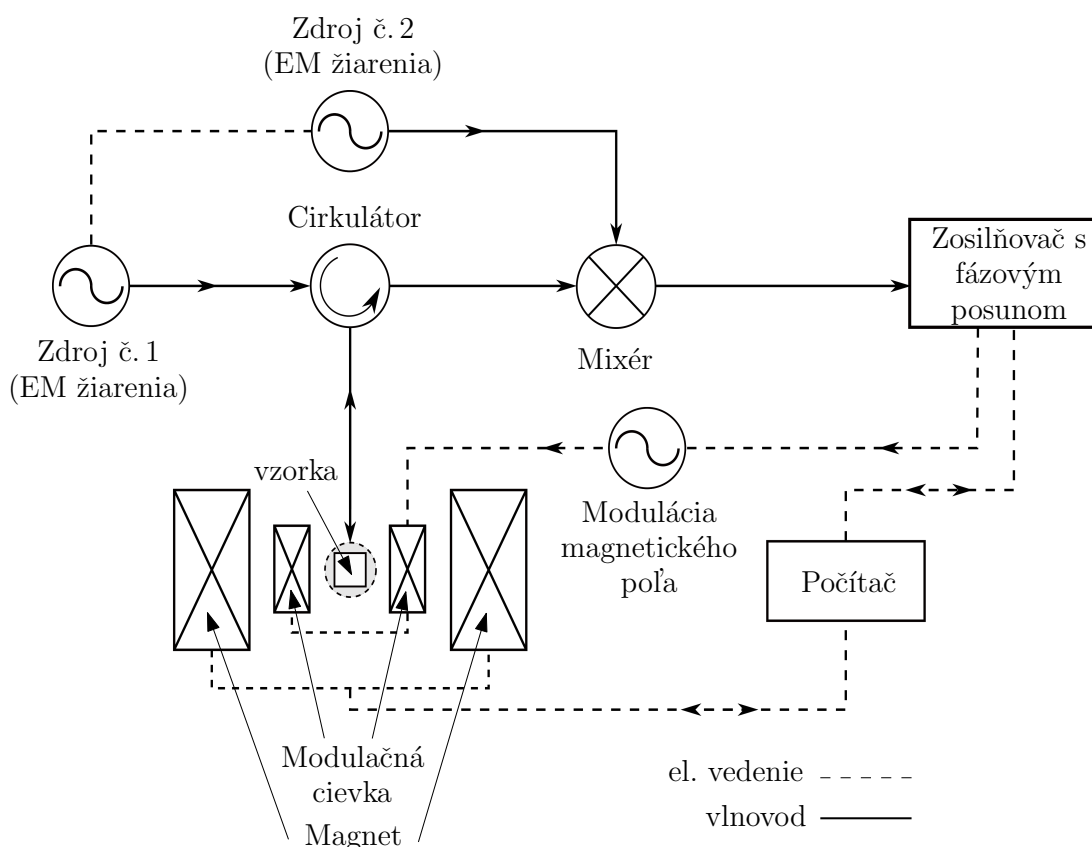 Zdroj č. 2
(EM žiarenia)
Cirkulátor
Zosilňovač s
fázovým
posunom
Zdroj č. 1
(EM žiarenia)
Mixér
vzorka
Modulácia
magnetického
poľa
Počítač
Modulačná
cievka
Magnet
el. vedenie
vlnovod